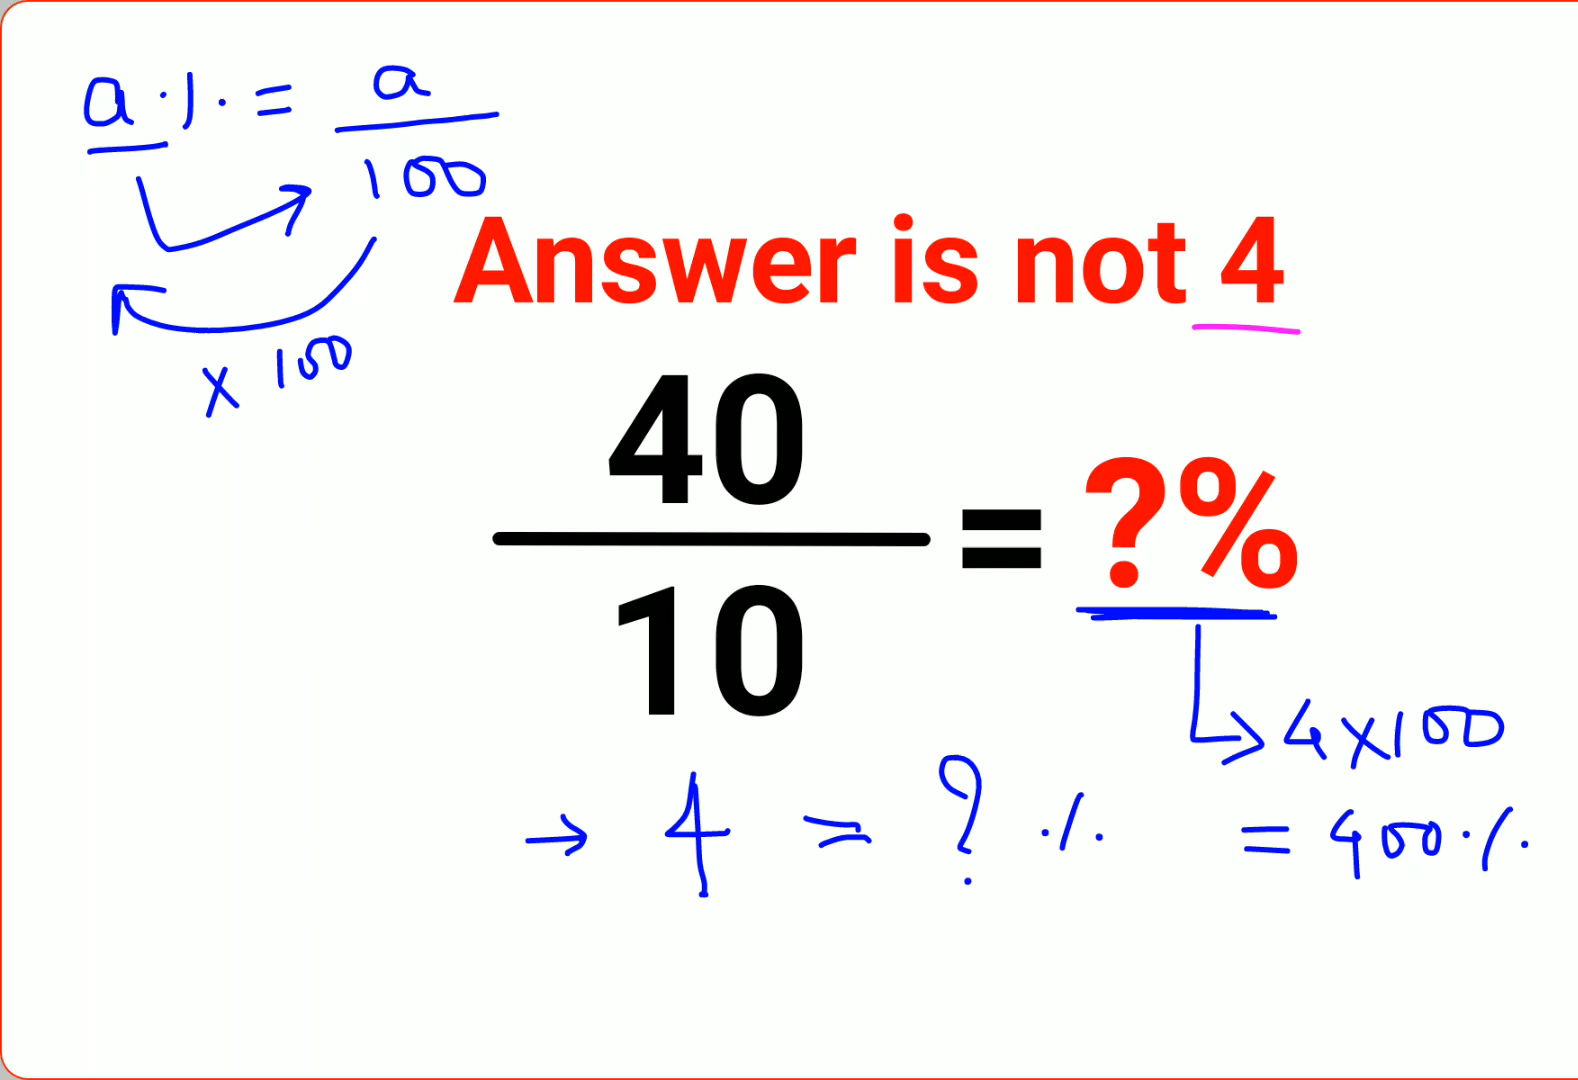 a % = a/100
x 100
Answer is not 4
40
10
= ?%
→ 4 = ? %
→ 4 x 100
= 400 %